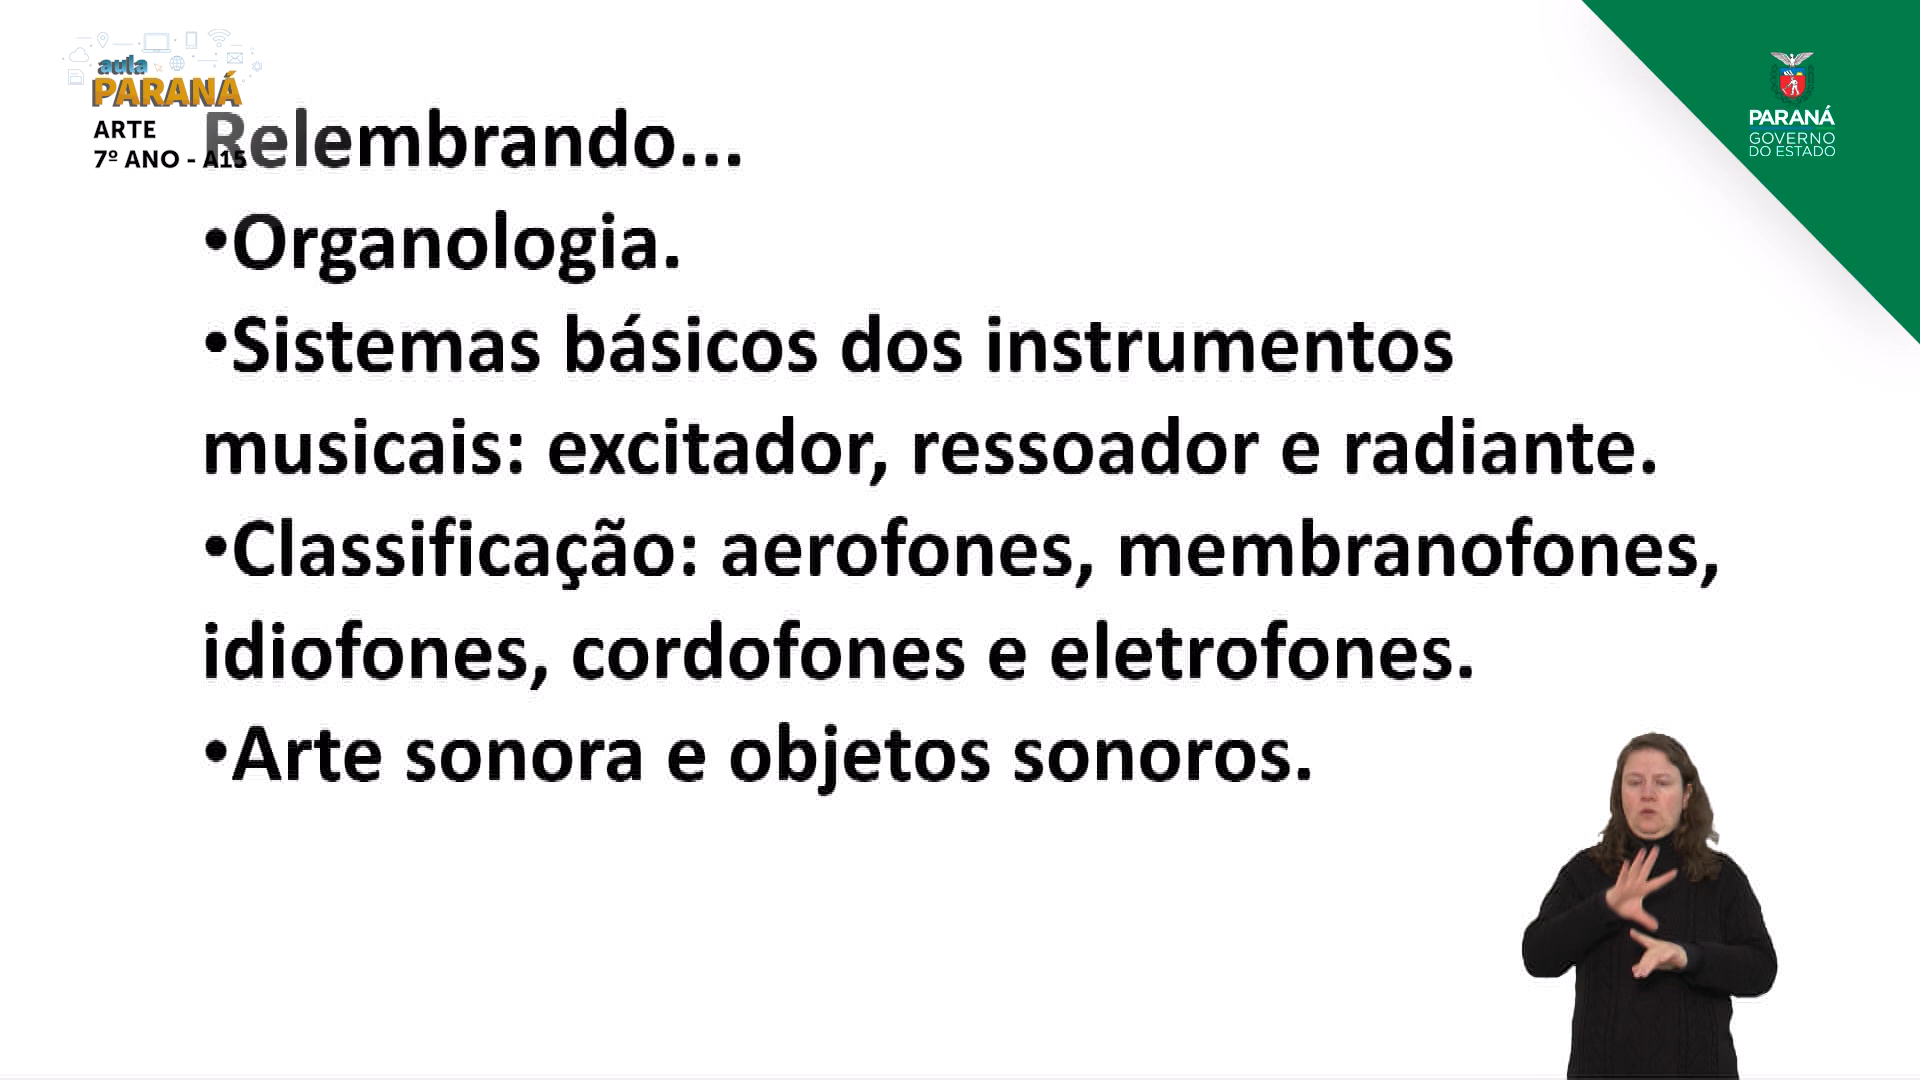 aula
PARANÁ
ARTE
7º ANO - A15
PARANÁ
GOVERNO
DO ESTADO
Relembrando...
•Organologia.
•Sistemas básicos dos instrumentos
musicais: excitador, ressoador e radiante.
•Classificação: aerofones, membranofones,
idiofones, cordofones e eletrofones.
•Arte sonora e objetos sonoros.